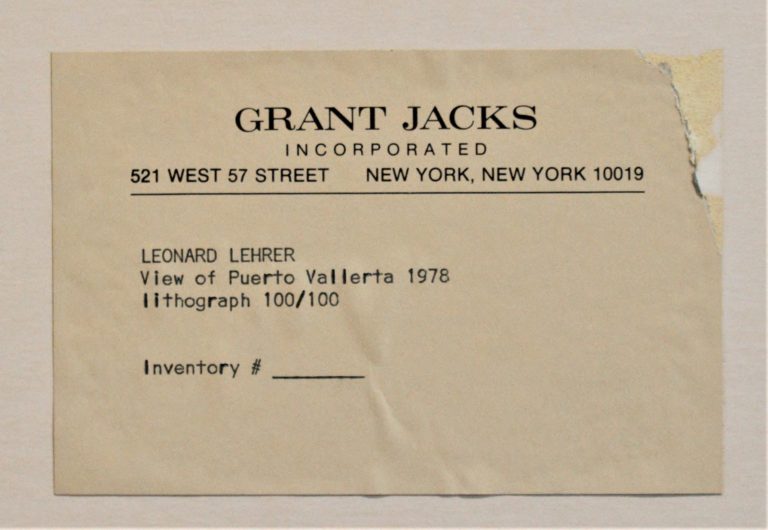 GRANT JACKS
INCORPORATED
521 WEST 57 STREET NEW YORK, NEW YORK 10019
LEONARD LEHRER
View of Puerto Vallerta 1978
lithograph 100/100
Inventory # ________